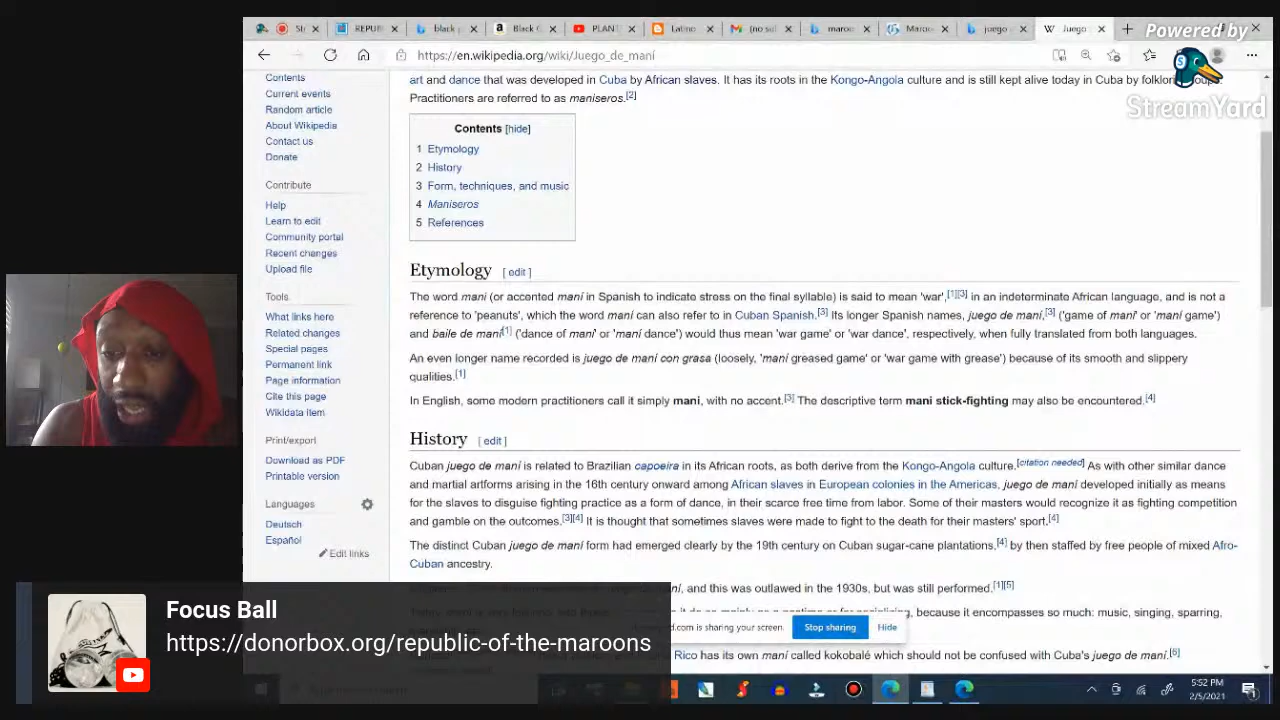 REPUBL
black p
Black C
PLANT
Latino
(no sul
maroo
Maroo
juego
Juego
Powered by
https://en.wikipedia.org/wiki/Juego_de_maní
StreamYard
Contents
Current events
Random article
About Wikipedia
Contact us
Donate
Contribute
Help
Learn to edit
Community portal
Recent changes
Upload file
Tools
What links here
Related changes
Special pages
Permanent link
Page information
Cite this page
Wikidata item
Print/export
Download as PDF
Printable version
Languages
Deutsch
Español
Edit links
art and dance that was developed in Cuba by African slaves. It has its roots in the Kongo-Angola culture and is still kept alive today in Cuba by folkloric
Practitioners are referred to as maniseros.[2]
Contents [hide]
1 Etymology
2 History
3 Form, techniques, and music
4 Maniseros
5 References
Etymology [ edit ]
The word mani (or accented maní in Spanish to indicate stress on the final syllable) is said to mean 'war',[1][3] in an indeterminate African language, and is not a
reference to 'peanuts', which the word maní can also refer to in Cuban Spanish.[3] Its longer Spanish names, juego de maní,[3] ('game of maní' or 'maní game')
and baile de maní[1] ('dance of maní' or 'maní dance') would thus mean 'war game' or 'war dance', respectively, when fully translated from both languages.
An even longer name recorded is juego de maní con grasa (loosely, 'maní greased game' or 'war game with grease') because of its smooth and slippery
qualities.[1]
In English, some modern practitioners call it simply mani, with no accent.[3] The descriptive term mani stick-fighting may also be encountered.[4]
History [ edit ]
Cuban juego de maní is related to Brazilian capoeira in its African roots, as both derive from the Kongo-Angola culture.[citation needed] As with other similar dance
and martial artforms arising in the 16th century onward among African slaves in European colonies in the Americas, juego de maní developed initially as means
for the slaves to disguise fighting practice as a form of dance, in their scarce free time from labor. Some of their masters would recognize it as fighting competition
and gamble on the outcomes.[3][4] It is thought that sometimes slaves were made to fight to the death for their masters' sport.[4]
The distinct Cuban juego de maní form had emerged clearly by the 19th century on Cuban sugar-cane plantations,[4] by then staffed by free people of mixed Afro-
Cuban ancestry.
and this was outlawed in the 1930s, but was still performed.[1][5]
because it encompasses so much: music, singing, sparring,
d.com is sharing your screen.
Stop sharing
Hide
Rico has its own maní called kokobalé which should not be confused with Cuba's juego de maní.[6]
Focus Ball
https://donorbox.org/republic-of-the-maroons
5:52 PM
2/5/2021